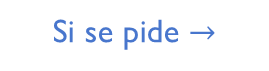 Si se pide →